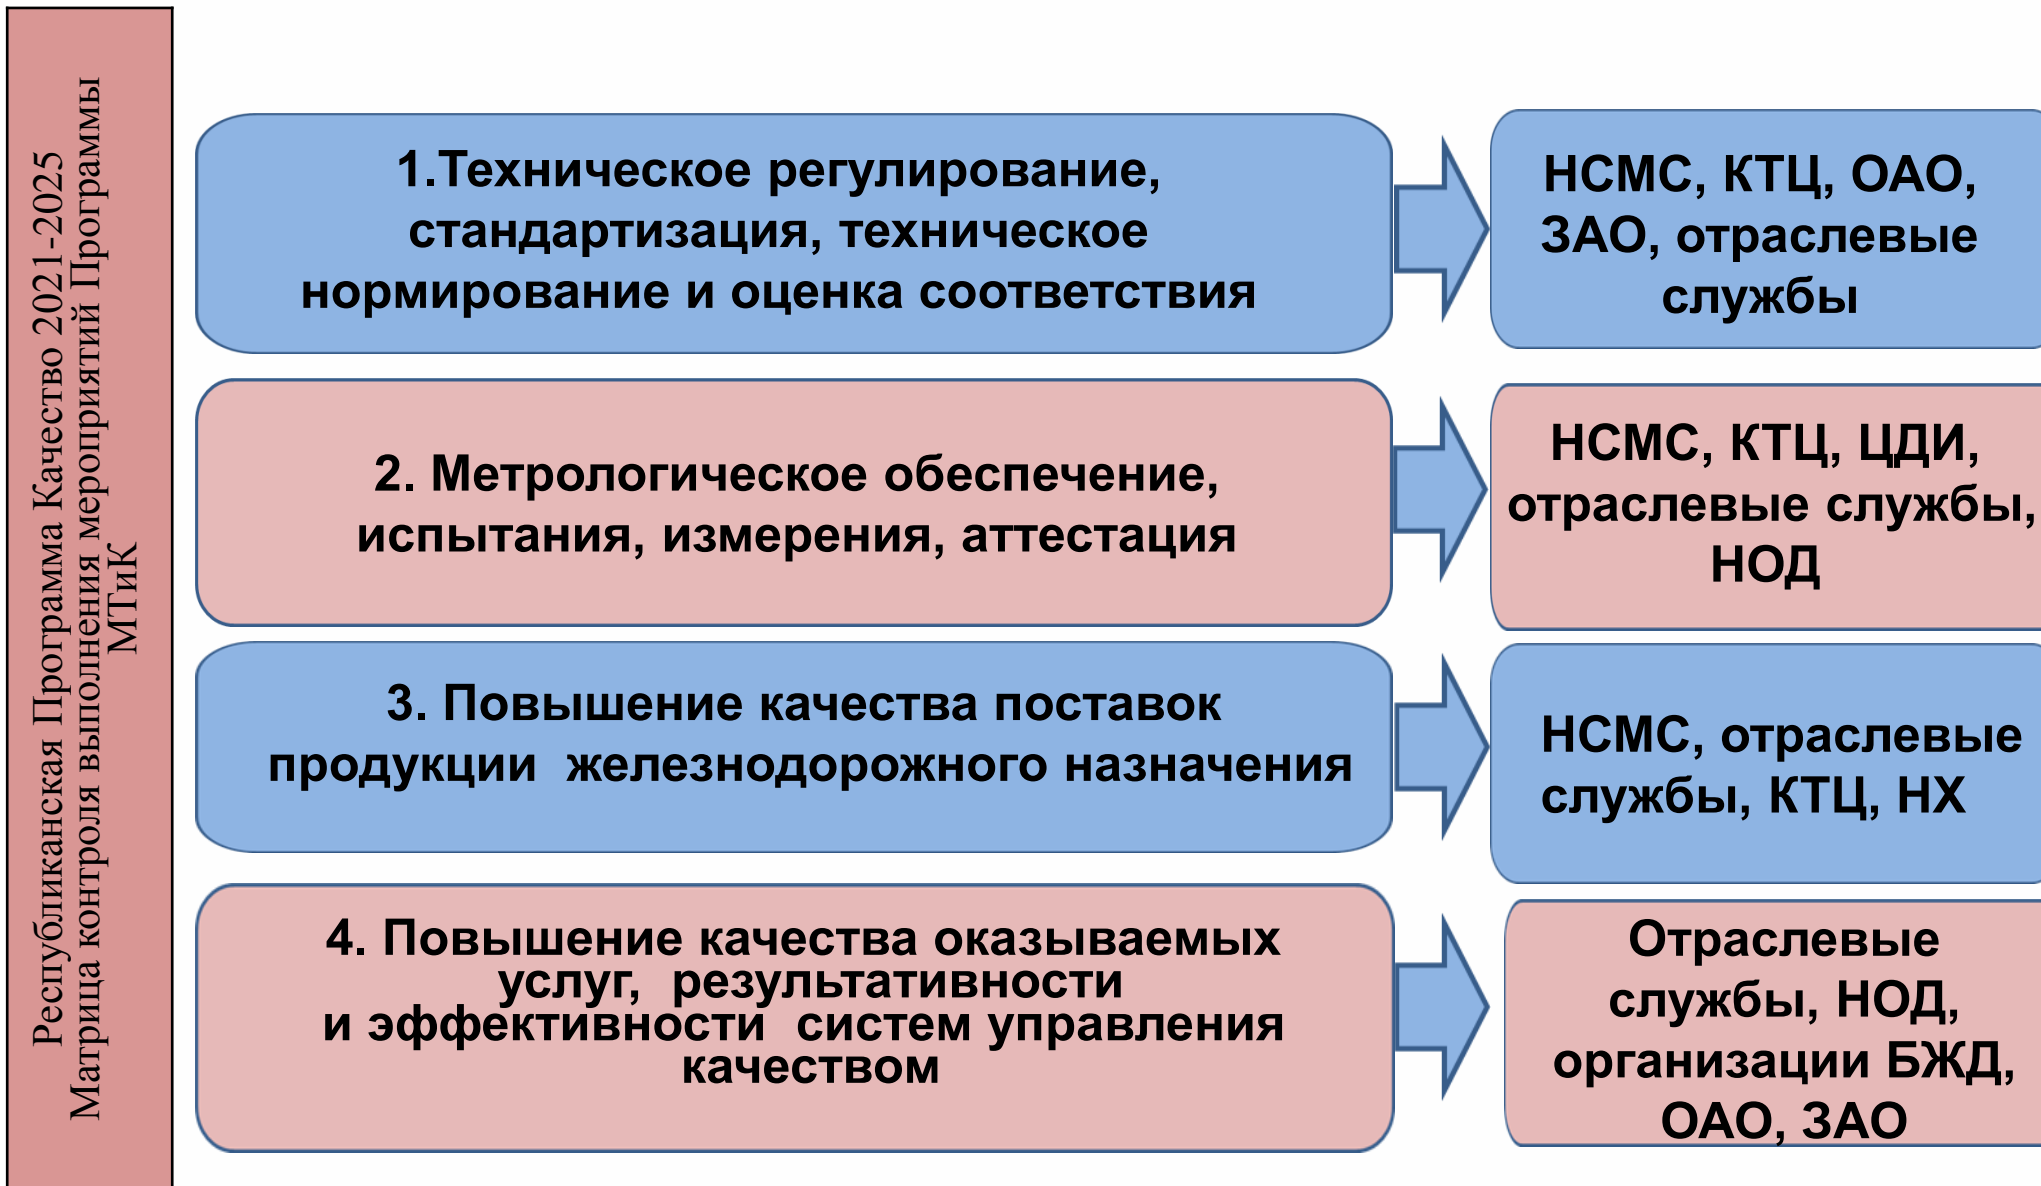 Республиканская Программа Качество 2021-2025
Матрица контроля выполнения мероприятий Программы
МТиК
1.Техническое регулирование,
стандартизация, техническое
нормирование и оценка соответствия
НСМС, КТЦ, ОАО,
ЗАО, отраслевые
службы
2. Метрологическое обеспечение,
испытания, измерения, аттестация
НСМС, КТЦ, ЦДИ,
отраслевые службы,
НОД
3. Повышение качества поставок
продукции железнодорожного назначения
НСМС, отраслевые
службы, КТЦ, НХ
4. Повышение качества оказываемых
услуг, результативности
и эффективности систем управления
качеством
Отраслевые
службы, НОД,
организации БЖД,
ОАО, ЗАО